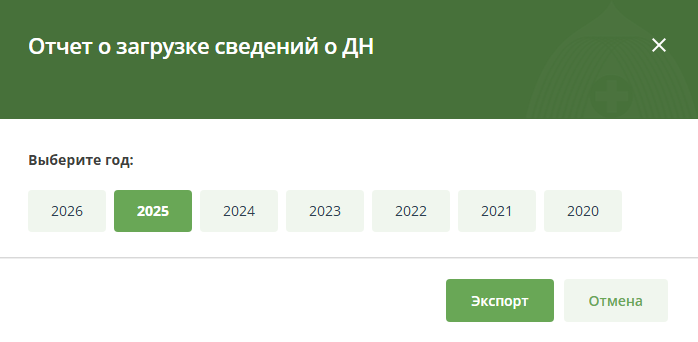 Отчет о загрузке сведений о ДН
Выберите год:
2026 2025 2024 2023 2022 2021 2020
Экспорт Отмена